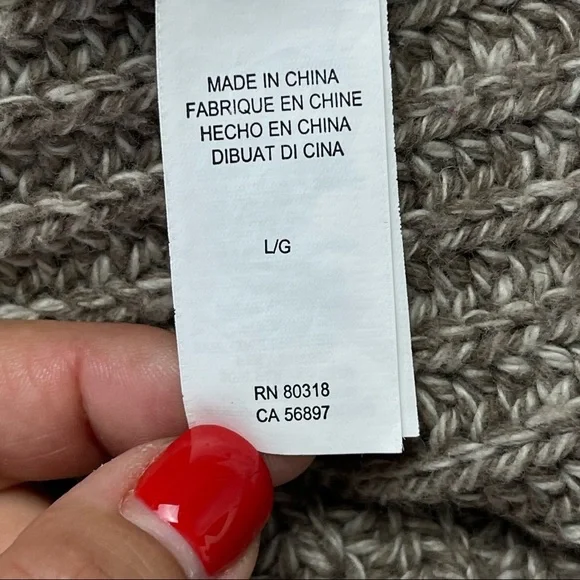 MADE IN CHINA
FABRIQUE EN CHINE
HECHO EN CHINA
DIBUAT DI CINA
L/G
RN 80318
CA 56897